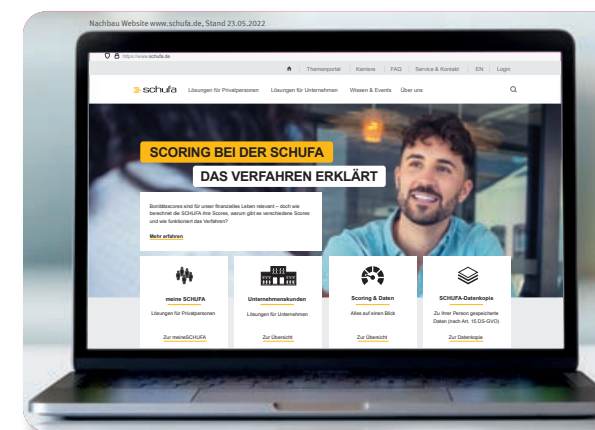 Nachbau Website www.schufa.de, Stand 23.05.2022
https://www.schufa.de
Themenportal Karriere FAQ Service & Kontakt EN Login
schufa Lösungen für Privatpersonen Lösungen für Unternehmen Wissen & Events Über uns
SCORING BEI DER SCHUFA
DAS VERFAHREN ERKLÄRT
Bonitätsscores sind für unser finanzielles Leben relevant – doch wie
berechnet die SCHUFA ihre Scores, warum gibt es verschiedene Scores
und wie funktioniert das Verfahren?
Mehr erfahren
meine SCHUFA
Lösungen für Privatpersonen
Zur meineSCHUFA
Unternehmenskunden
Lösungen für Unternehmen
Zur Übersicht
Scoring & Daten
Alles auf einen Blick
Zur Übersicht
SCHUFA-Datenkopie
Zu Ihrer Person gespeicherte
Daten (nach Art. 15 DS-GVO)
Zur Datenkopie